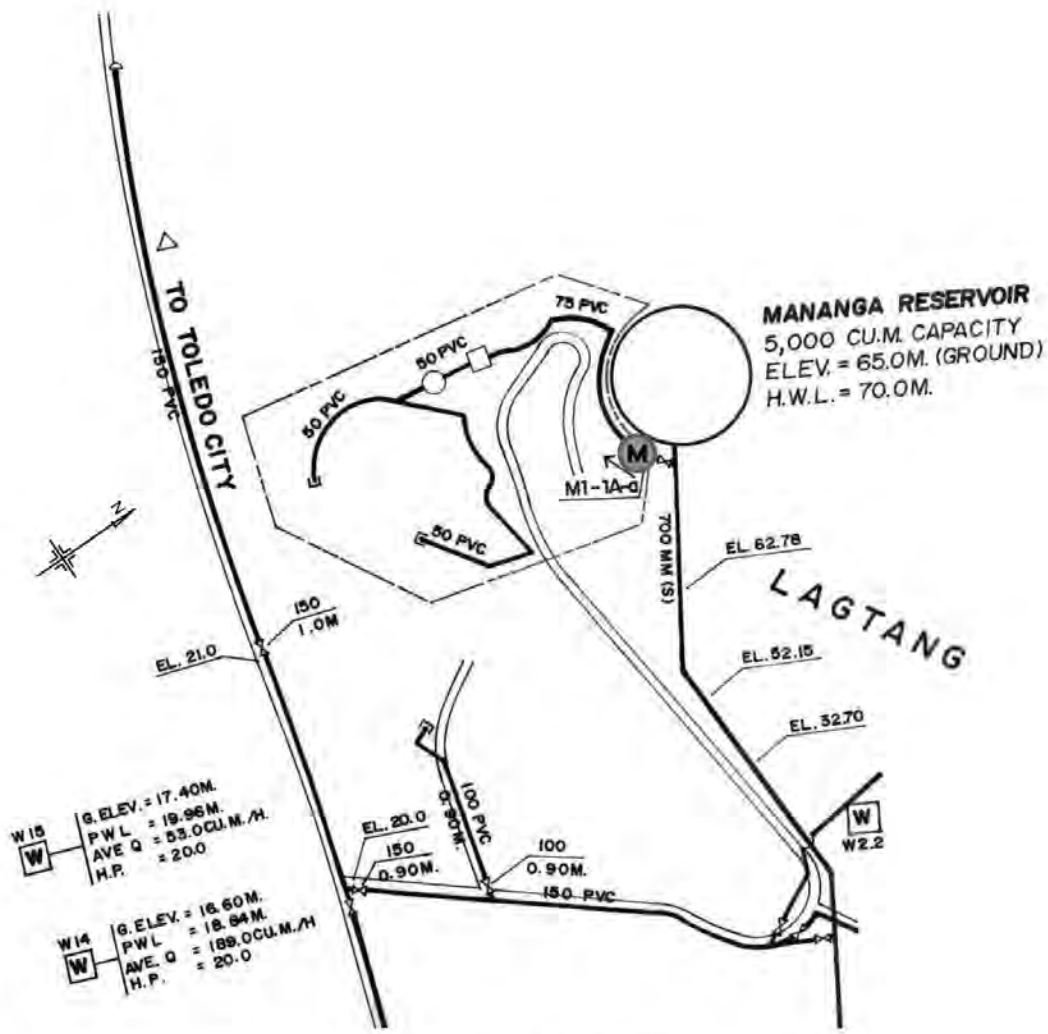 TO TOLEDO CITY
150 PVC
75 PVC
50 PVC
50 PVC
MANANGA RESERVOIR
5,000 CU.M. CAPACITY
ELEV. = 65.0M. (GROUND)
H.W.L. = 70.0M.
M
M1-1A-a
50 PVC
700 MM (S)
EL. 62.78
LAGTANG
N
150
1.0M
EL. 21.0
EL. 52.15
EL. 32.70
100 PVC
0.90M.
W15
W
G. ELEV. = 17.40M.
PWL = 19.96M.
AVE Q = 53.0CU.M./H.
H.P. = 20.0
EL. 20.0
150
0.90M.
100
0.90M.
150 PVC
W
W2.2
W14
W
G. ELEV. = 16.60M.
PWL = 18.84M.
AVE. Q = 189.0CU.M./H
H.P. = 20.0